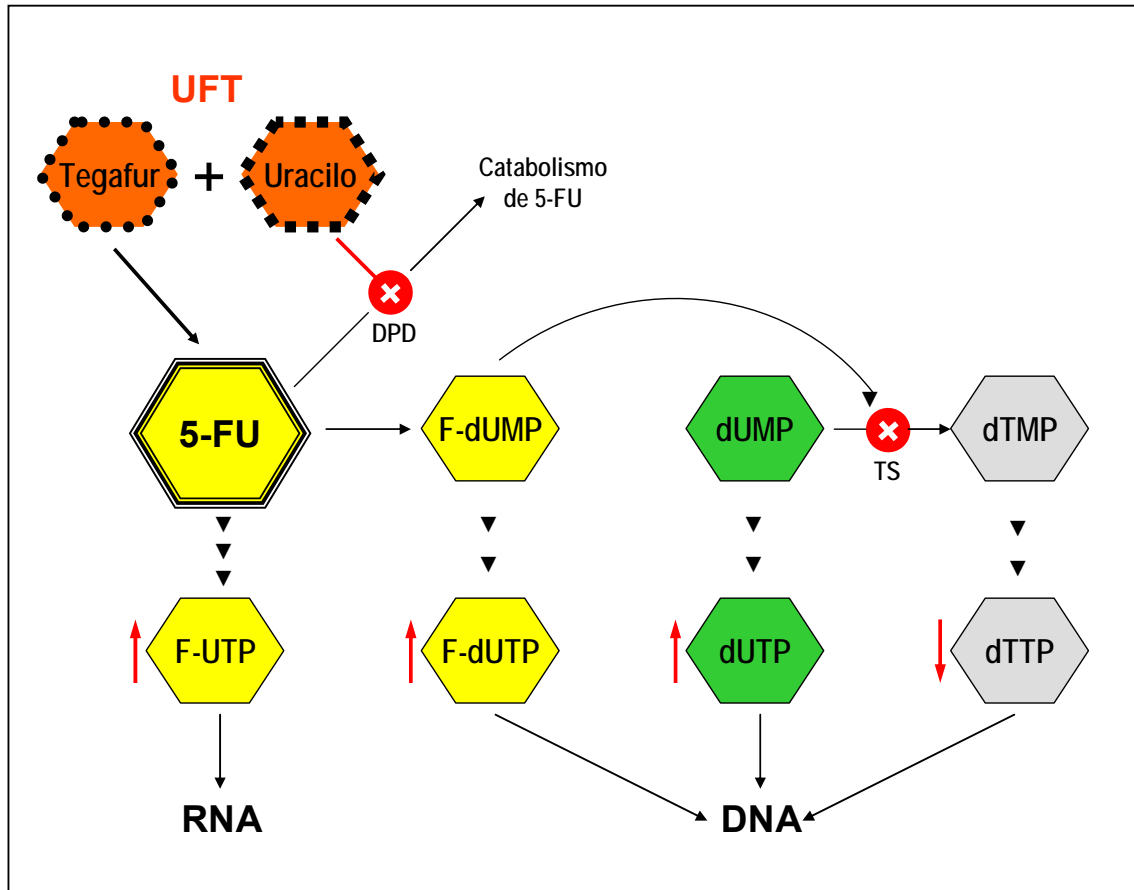 UFT
Tegafur + Uracilo
Catabolismo
de 5-FU
DPD
5-FU
F-dUMP
dUMP
dTMP
TS
F-UTP
F-dUTP
dUTP
dTTP
RNA
DNA